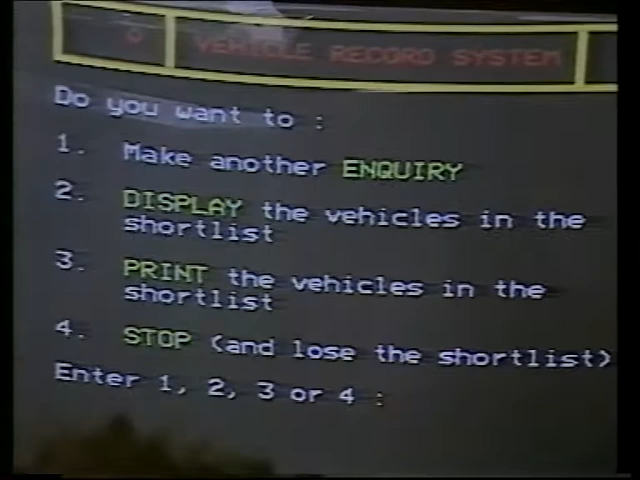 VEHICLE RECORD SYSTEM
Do you want to :
1. Make another ENQUIRY
2. DISPLAY the vehicles in the
shortlist
3. PRINT the vehicles in the
shortlist
4. STOP (and lose the shortlist)
Enter 1, 2, 3 or 4 :